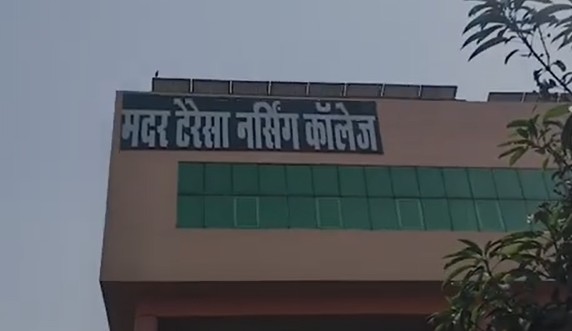 मदर टेरेसा नर्सिंग कॉलेज